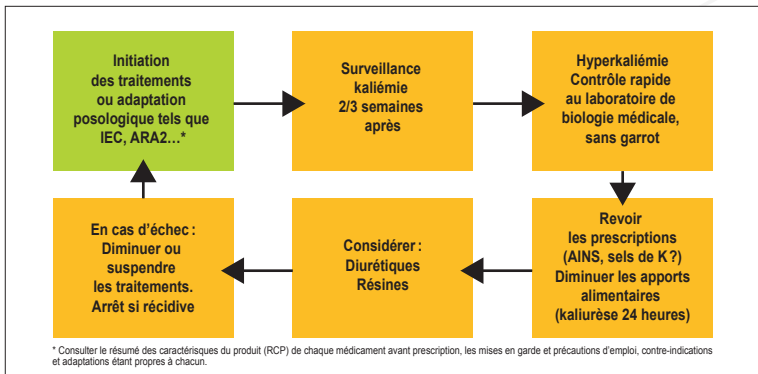 Initiation
des traitements
ou adaptation
posologique tels que
IEC, ARA2…*
Surveillance
kaliémie
2/3 semaines
après
Hyperkaliémie
Contrôle rapide
au laboratoire de
biologie médicale,
sans garrot
Revoir
les prescriptions
(AINS, sels de K ?)
Diminuer les apports
alimentaires
(kaliurèse 24 heures)
Considérer :
Diurétiques
Résines
En cas d'échec :
Diminuer ou
suspendre
les traitements.
Arrêt si récidive
* Consulter le résumé des caractérisques du produit (RCP) de chaque médicament avant prescription, les mises en garde et précautions d'emploi, contre-indications
et adaptations étant propres à chacun.